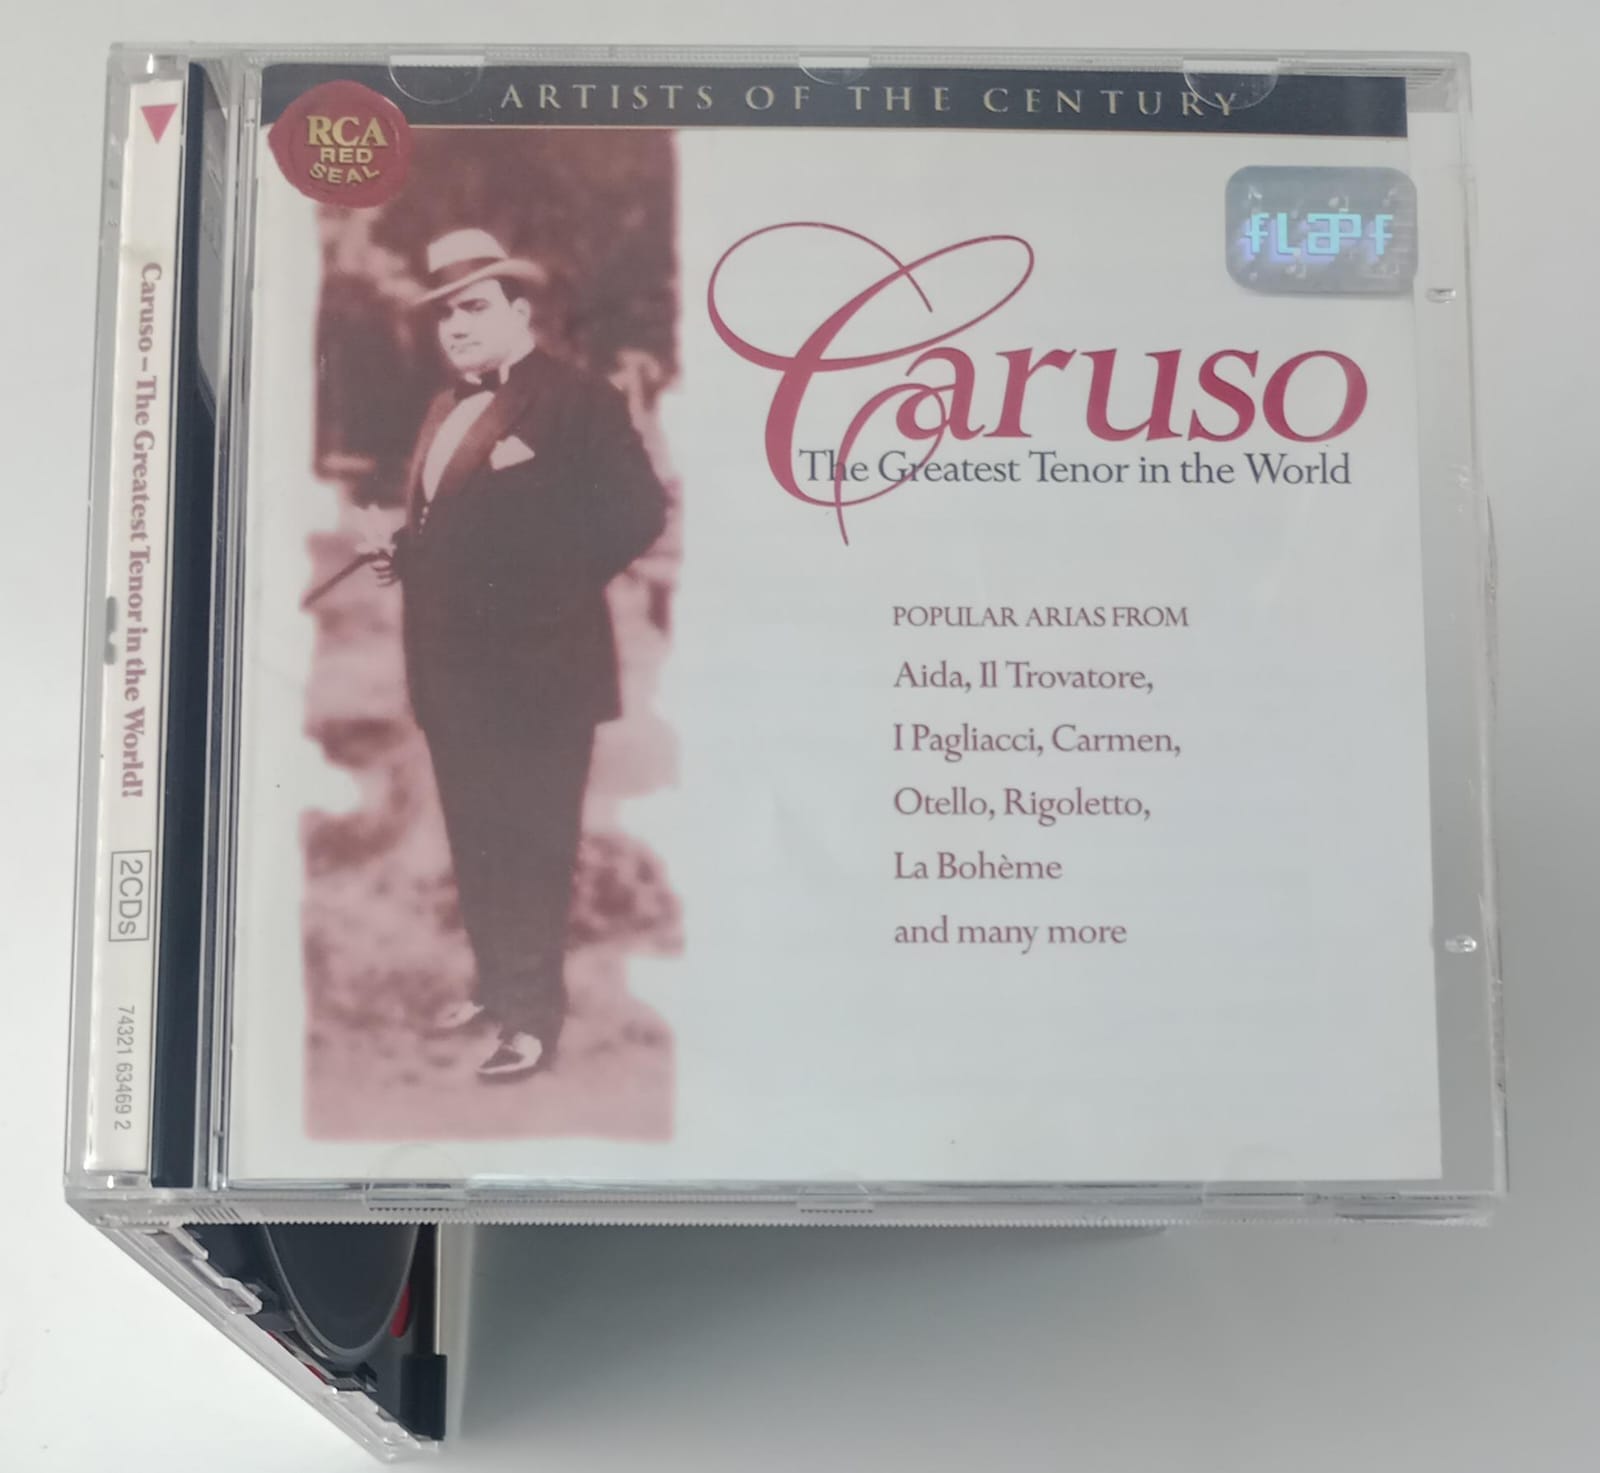 ARTISTS OF THE CENTURY
RCA
RED
SEAL
fLAPf
Caruso
The Greatest Tenor in the World
POPULAR ARIAS FROM
Aida, Il Trovatore,
I Pagliacci, Carmen,
Otello, Rigoletto,
La Bohème
and many more
Caruso – The Greatest Tenor in the World!
2CDs
74321 63469 2